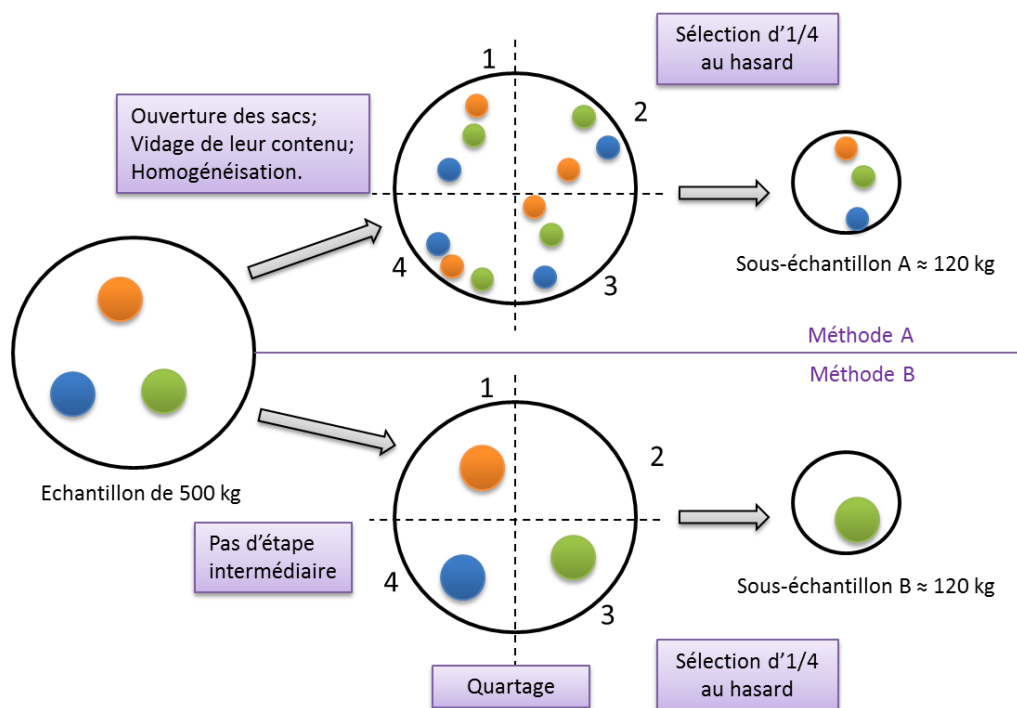 Sélection d'1/4
au hasard
1
Ouverture des sacs;
Vidage de leur contenu;
Homogénéisation.
2
4
3
Sous-échantillon A ≈ 120 kg
Méthode A
Méthode B
1
2
Echantillon de 500 kg
Pas d'étape
intermédiaire
4
3
Sous-échantillon B ≈ 120 kg
Quartage
Sélection d'1/4
au hasard